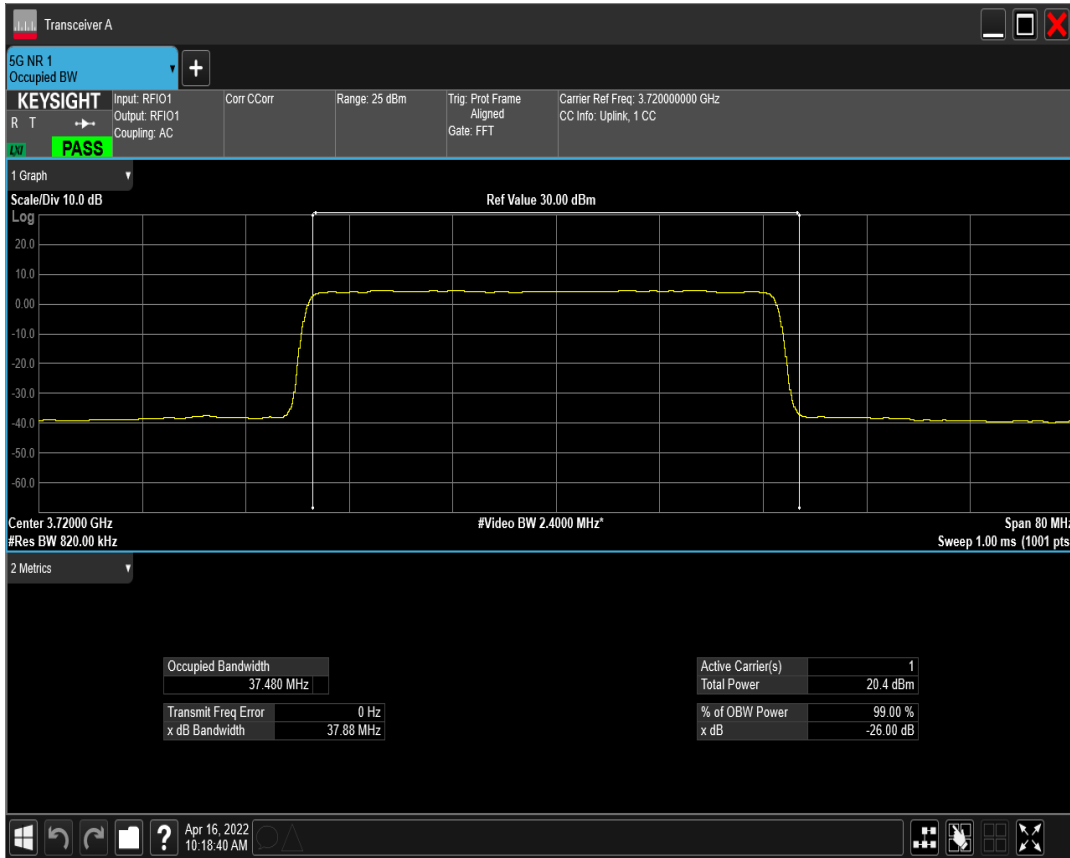 Transceiver A
5G NR 1
Occupied BW
KEYSIGHT
R T
LXI
PASS
Input: RFIO1
Output: RFIO1
Coupling: AC
Corr CCorr
Range: 25 dBm
Trig: Prot Frame
Aligned
Gate: FFT
Carrier Ref Freq: 3.720000000 GHz
CC Info: Uplink, 1 CC
1 Graph
Scale/Div 10.0 dB
Ref Value 30.00 dBm
Log
20.0
10.0
0.00
-10.0
-20.0
-30.0
-40.0
-50.0
-60.0
Center 3.72000 GHz
#Video BW 2.4000 MHz*
Span 80 MHz
#Res BW 820.00 kHz
Sweep 1.00 ms (1001 pts
2 Metrics
Occupied Bandwidth
37.480 MHz
Transmit Freq Error 0 Hz
x dB Bandwidth 37.88 MHz
Active Carrier(s) 1
Total Power 20.4 dBm
% of OBW Power 99.00 %
x dB -26.00 dB
?
Apr 16, 2022
10:18:40 AM